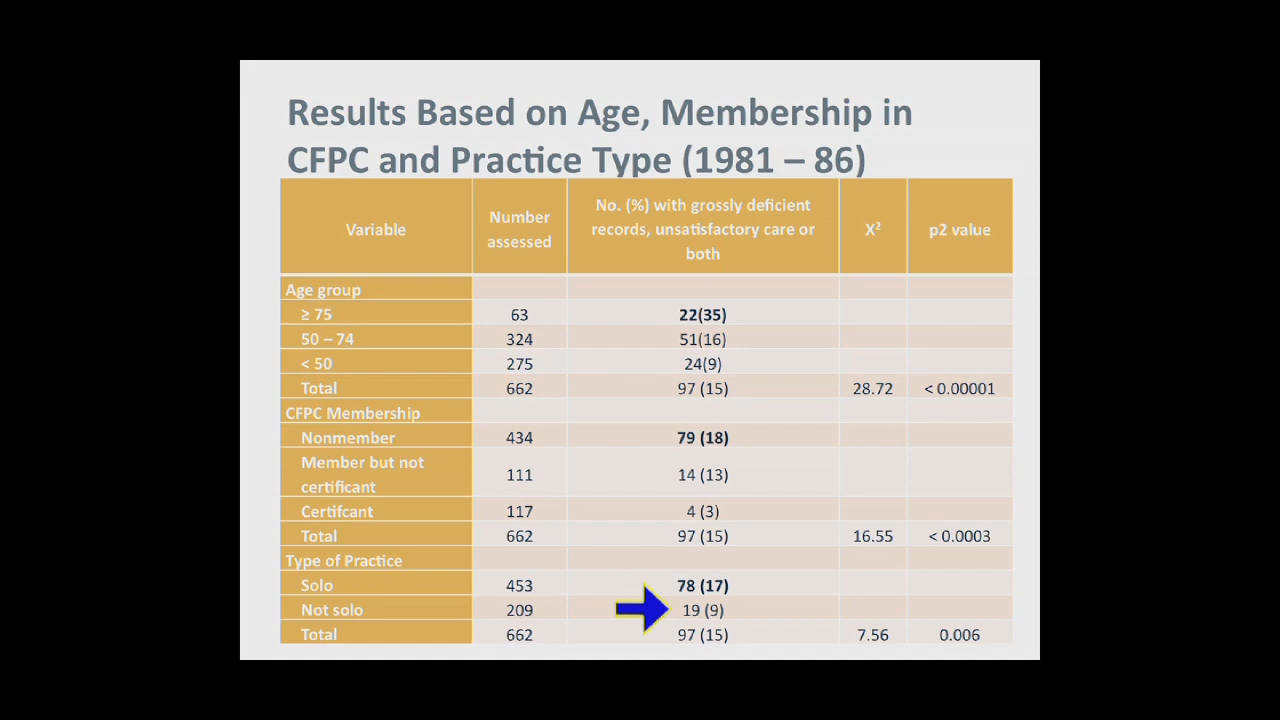 Results Based on Age, Membership in
CFPC and Practice Type (1981 – 86)
Variable
Number
assessed
No. (%) with grossly deficient
records, unsatisfactory care or
both
X²
p2 value
Age group
≥ 75 63 22(35)
50 – 74 324 51(16)
< 50 275 24(9)
Total 662 97 (15) 28.72 < 0.00001
CFPC Membership
Nonmember 434 79 (18)
Member but not
certificant
111 14 (13)
Certifcant 117 4 (3)
Total 662 97 (15) 16.55 < 0.0003
Type of Practice
Solo 453 78 (17)
Not solo 209 19 (9)
Total 662 97 (15) 7.56 0.006